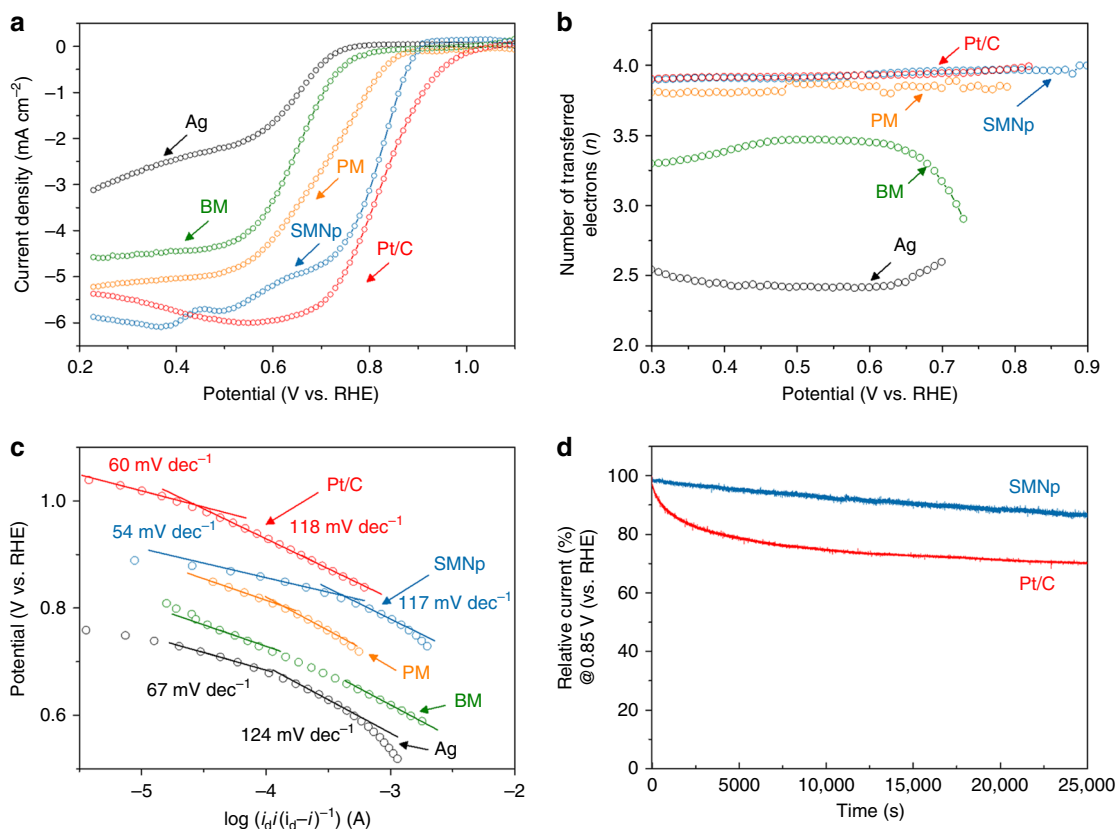 a
0
–1
–2
–3
–4
–5
–6
0.2
0.4
0.6
0.8
1.0
Current density (mA cm–2)
Potential (V vs. RHE)
Ag
BM
PM
SMNp
Pt/C
b
4.0
3.5
3.0
2.5
2.0
0.3
0.4
0.5
0.6
0.7
0.8
0.9
Number of transferred
electrons (n)
Potential (V vs. RHE)
Pt/C
SMNp
PM
BM
Ag
c
1.0
0.8
0.6
–5
–4
–3
–2
Potential (V vs. RHE)
log (idi(id–i)–1) (A)
60 mV dec–1
Pt/C
118 mV dec–1
54 mV dec–1
SMNp
117 mV dec–1
PM
BM
67 mV dec–1
124 mV dec–1
Ag
d
100
80
60
40
20
0
0
5000
10,000
15,000
20,000
25,000
Relative current (%)
@0.85 V (vs. RHE)
Time (s)
SMNp
Pt/C